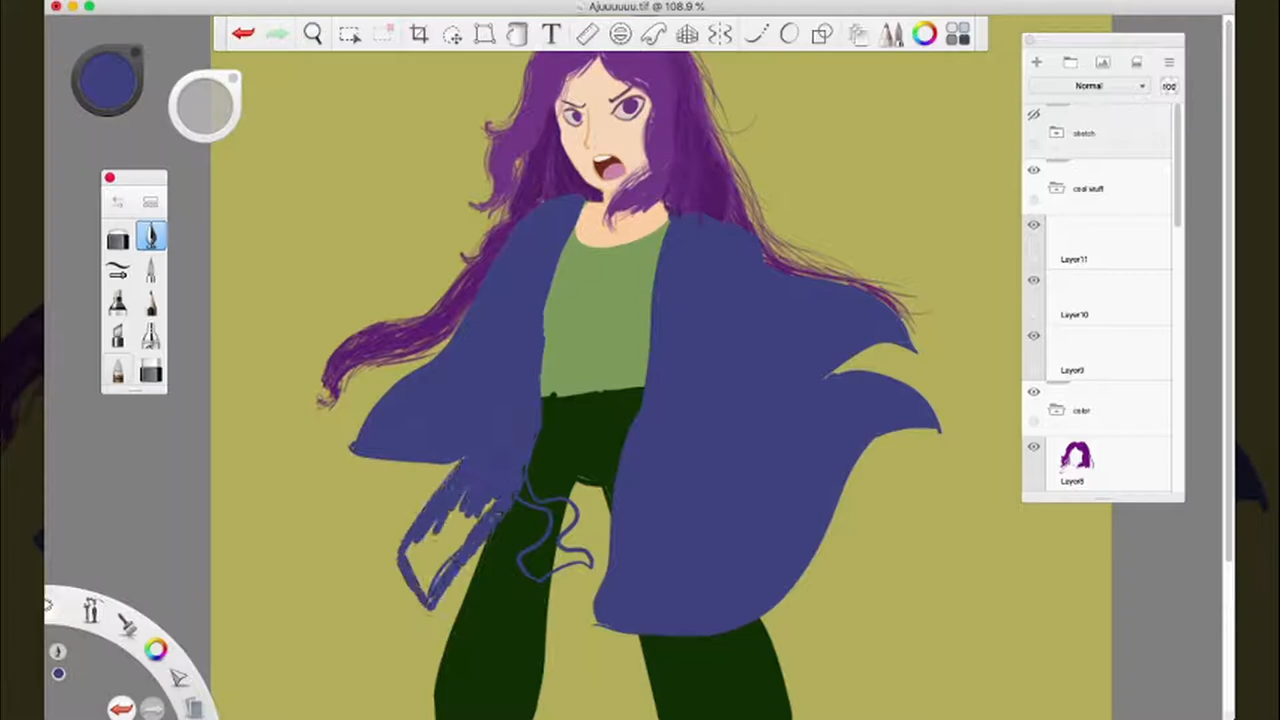 Ajuuuuuu.tif @ 108.9 %
T
Normal
100
sketch
cool stuff
Layer11
Layer10
Layer9
color
Layer8